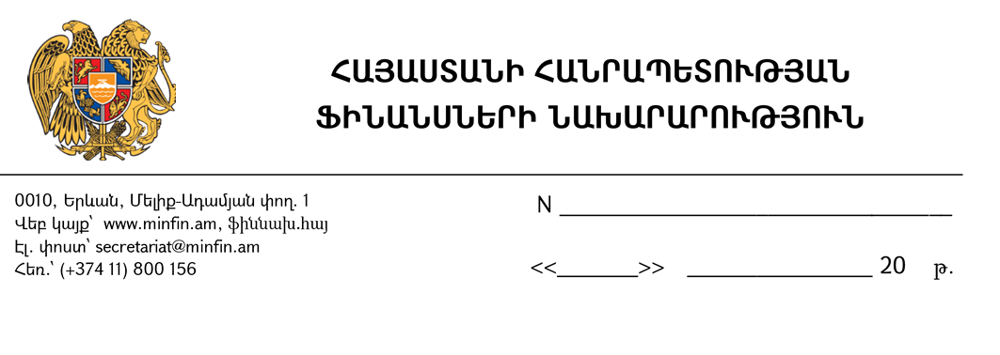 ՀԱՅԱՍՏԱՆԻ ՀԱՆՐԱՊԵՏՈՒԹՅԱՆ
ՖԻՆԱՆՍՆԵՐԻ ՆԱԽԱՐԱՐՈՒԹՅՈՒՆ
0010, Երևան, Մելիք-Ադամյան փող. 1
Վեբ կայք՝ www.minfin.am, ֆիննախ.հայ
Էլ. փոստ՝ secretariat@minfin.am
Հեռ.՝ (+374 11) 800 156
N ________________________________
<<_______>> ________________ 20 թ.